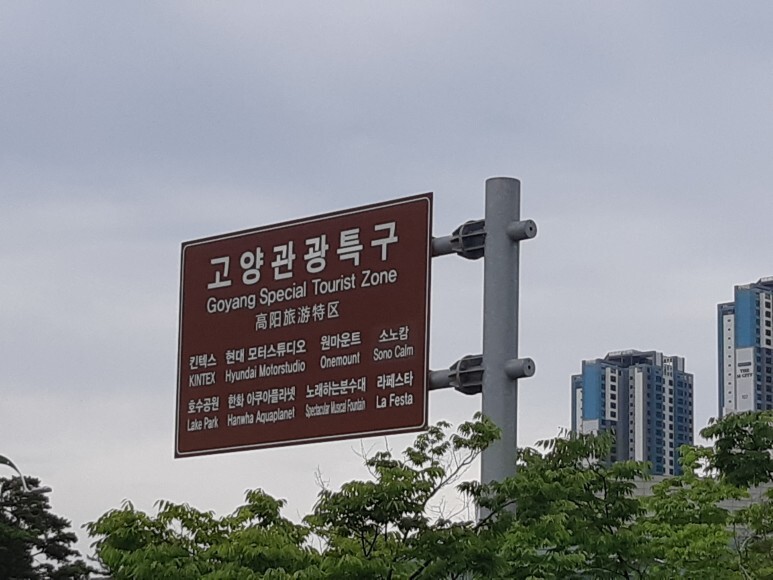 고양관광특구
Goyang Special Tourist Zone
高阳旅游特区
킨텍스 현대 모터스튜디오 원마운트 소노캄
KINTEX Hyundai Motorstudio Onemount Sono Calm
호수공원 한화 아쿠아플라넷 노래하는분수대 라페스타
Lake Park Hanwha Aquaplanet Spectacular Musical Fountain La Festa